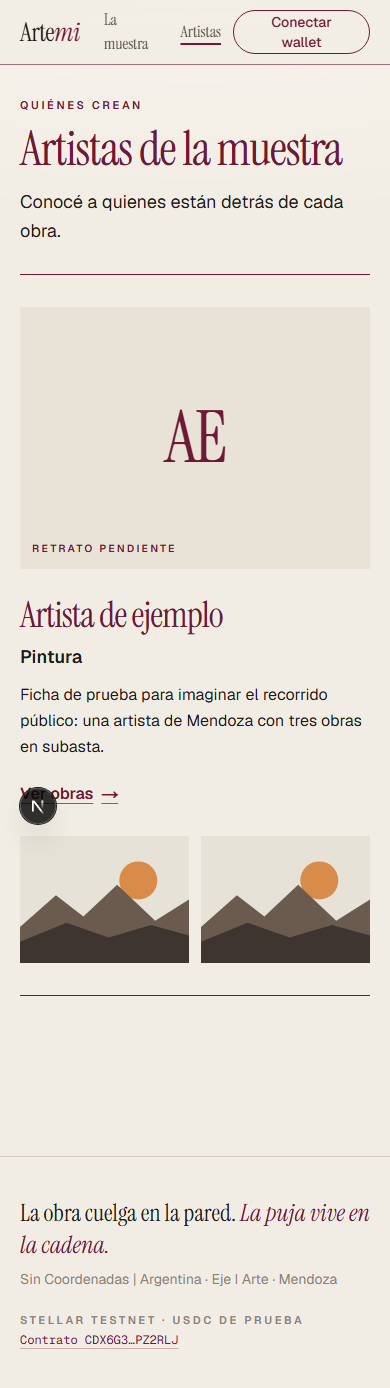 Artemi
La
muestra
Artistas
Conectar
wallet
QUIÉNES CREAN
Artistas de la muestra
Conocé a quienes están detrás de cada
obra.
AE
RETRATO PENDIENTE
Artista de ejemplo
Pintura
Ficha de prueba para imaginar el recorrido
público: una artista de Mendoza con tres obras
en subasta.
Ver obras →
N
La obra cuelga en la pared. La puja vive en
la cadena.
Sin Coordenadas | Argentina · Eje | Arte · Mendoza
STELLAR TESTNET · USDC DE PRUEBA
Contrato CDX6G3…PZ2RLJ